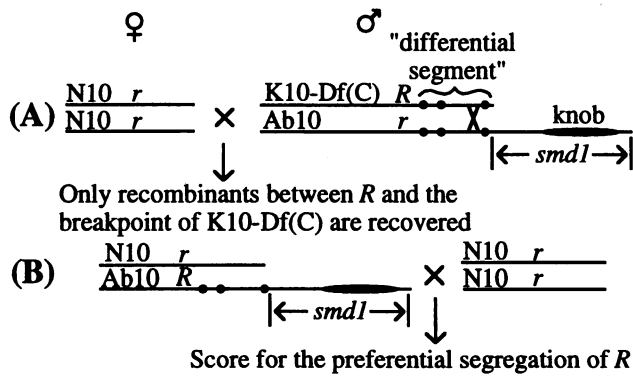 ♀ ♂ "differential
segment"
(A) N10 r × K10-Df(C) R
N10 r Ab10 r knob
smd1
Only recombinants between R and the
breakpoint of K10-Df(C) are recovered
(B) N10 r × N10 r
Ab10 R N10 r
smd1
Score for the preferential segregation of R